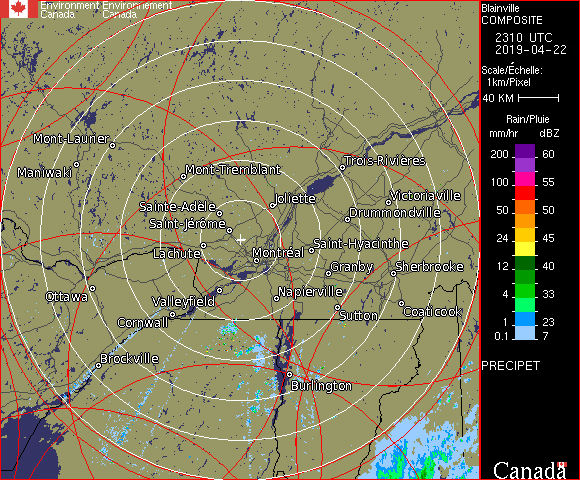 Environment Environnement
Canada Canada
Blainville
COMPOSITE
2310 UTC
2019-04-22
Scale/Échelle:
1km/Pixel
40 KM
Rain/Pluie
mm/hr dBZ
200 60
150 57
100 55
50 50
24 45
12 40
4 33
1 23
0.1 7
PRECIPET
Canada
Mont-Laurier
Maniwaki
Mont-Tremblant
Trois-Rivières
Joliette
Victoriaville
Sainte-Adèle
Drummondville
Saint-Jérôme
Saint-Hyacinthe
Lachute
Montréal
Granby
Sherbrooke
Ottawa
Valleyfield
Napierville
Cornwall
Sutton
Coaticook
Brockville
Burlington